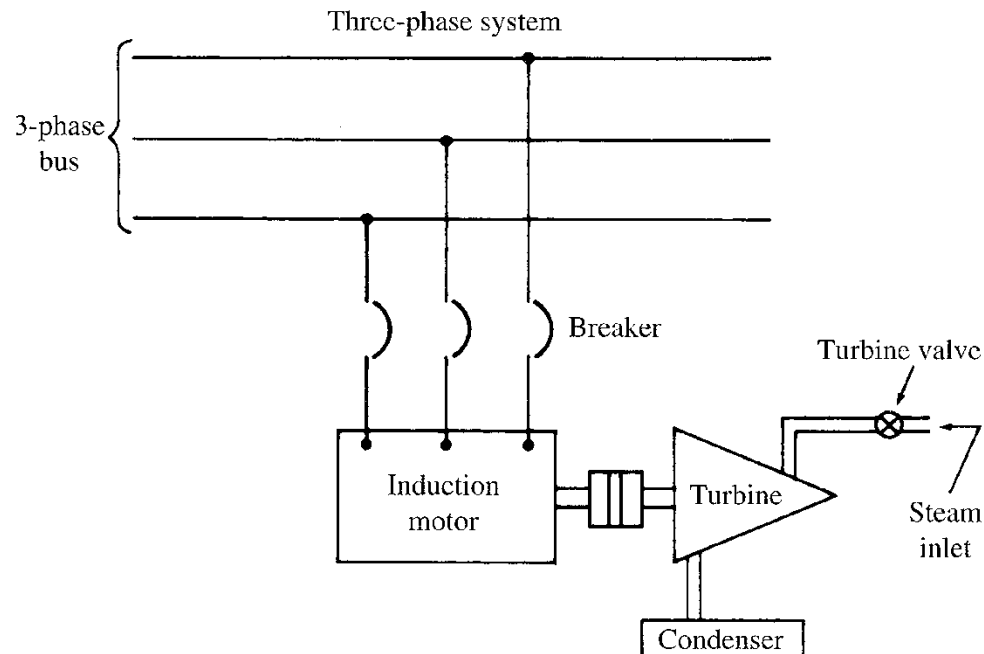 Three-phase system
3-phase
bus
Breaker
Turbine valve
Induction
motor
Turbine
Steam
inlet
Condenser